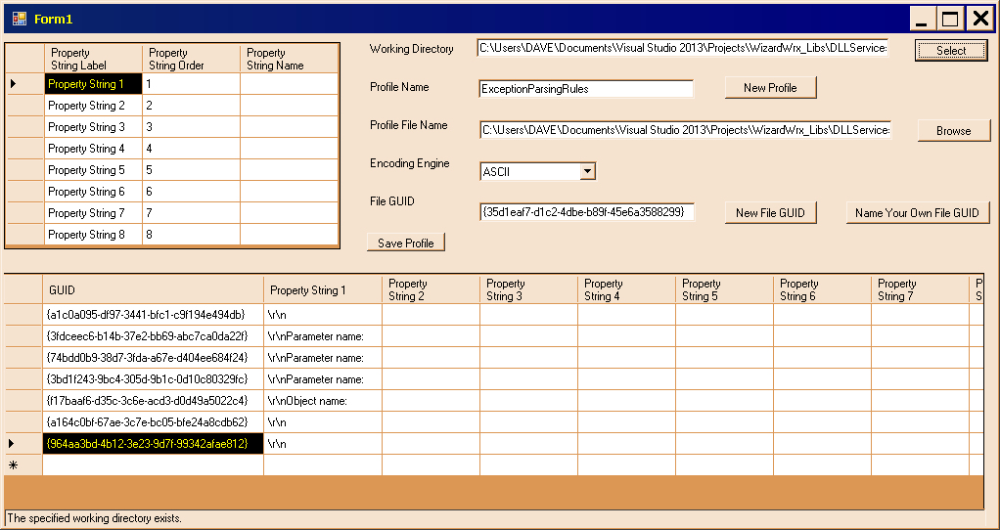 Form1
Property String Label Property String Order Property String Name
Property String 1 1
Property String 2 2
Property String 3 3
Property String 4 4
Property String 5 5
Property String 6 6
Property String 7 7
Property String 8 8
Working Directory C:\Users\DAVE\Documents\Visual Studio 2013\Projects\WizardWrx_Libs\DLLServices Select
Profile Name ExceptionParsingRules New Profile
Profile File Name C:\Users\DAVE\Documents\Visual Studio 2013\Projects\WizardWrx_Libs\DLLServices Browse
Encoding Engine ASCII
File GUID {35d1eaf7-d1c2-4dbe-b89f-45e6a3588299} New File GUID Name Your Own File GUID
Save Profile
GUID Property String 1 Property String 2 Property String 3 Property String 4 Property String 5 Property String 6 Property String 7 P S
{a1c0a095-df97-3441-bfc1-c9f194e494db} \r\n
{3fdceec6-b14b-37e2-bb69-abc7ca0da22f} \r\nParameter name:
{74bdd0b9-38d7-3fda-a67e-d404ee684f24} \r\nParameter name:
{3bd1f243-9bc4-305d-9b1c-0d10c80329fc} \r\nParameter name:
{f17baaf6-d35c-3c6e-acd3-d0d49a5022c4} \r\nObject name:
{a164c0bf-67ae-3c7e-bc05-bfe24a8cdb62} \r\n
{964aa3bd-4b12-3e23-9d7f-99342afae812} \r\n
The specified working directory exists.